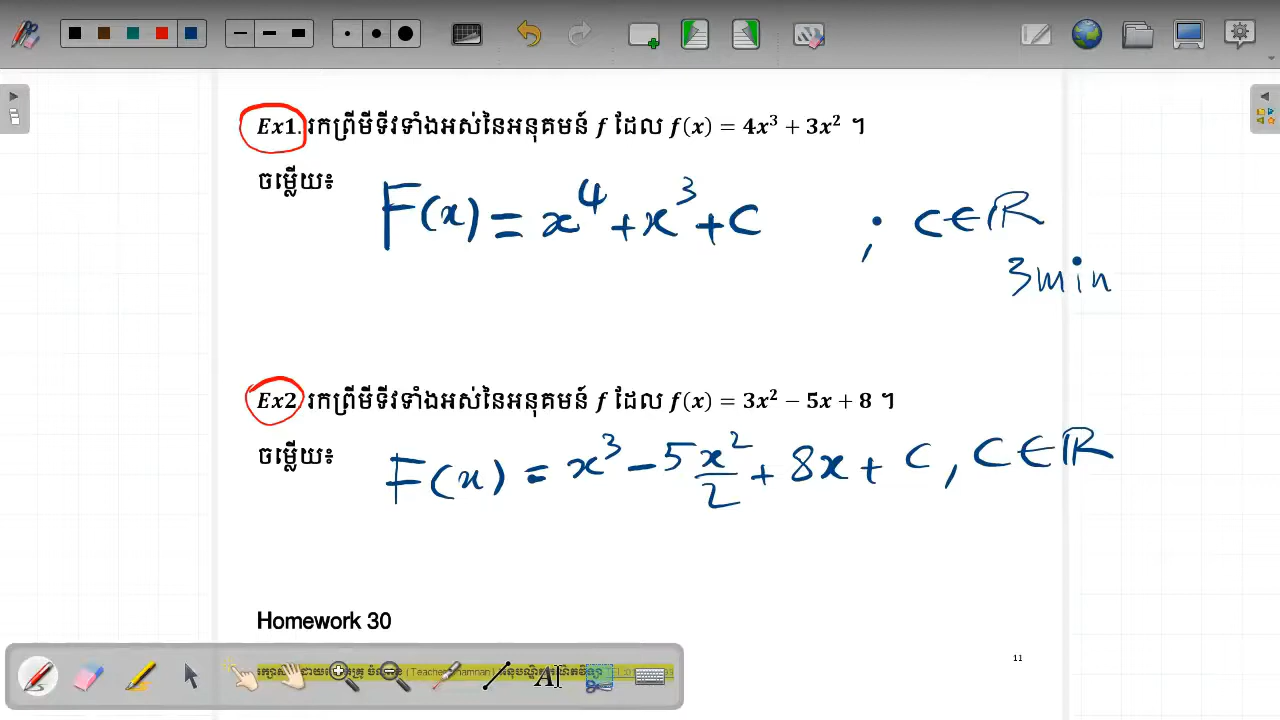 Ex1. រកព្រីមីទីវទាំងអស់នៃអនុគមន៍ f ដែល f(x) = 4x³ + 3x² ។
ចម្លើយ៖
F(x) = x⁴ + x³ + C ; C ∈ ℝ
3min
Ex2. រកព្រីមីទីវទាំងអស់នៃអនុគមន៍ f ដែល f(x) = 3x² − 5x + 8 ។
ចម្លើយ៖
F(x) = x³ − 5x²/2 + 8x + C, C ∈ ℝ
Homework 30
11